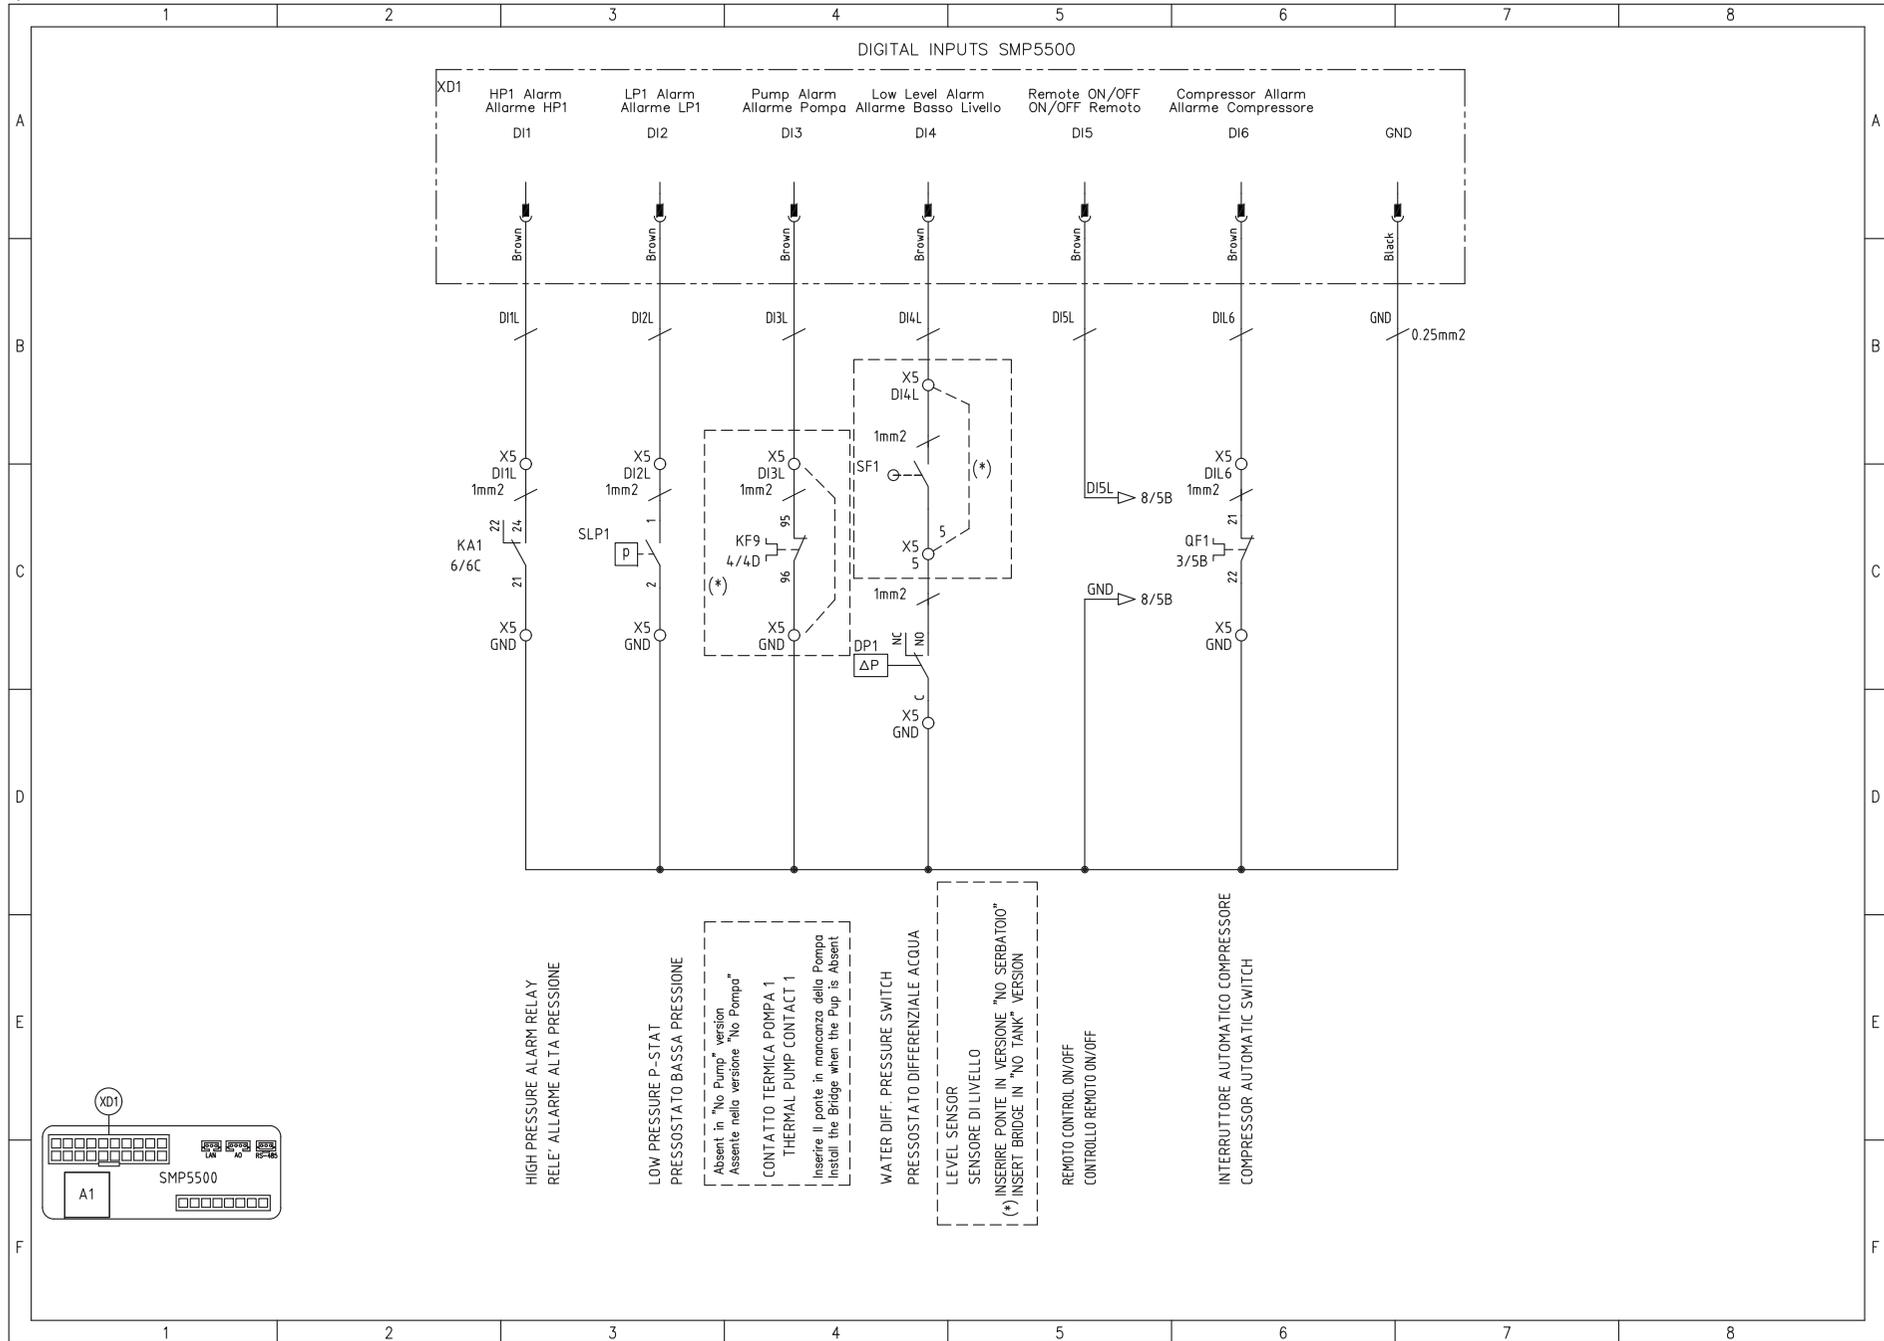 1 2 3 4 5 6 7 8
DIGITAL INPUTS SMP5500
XD1
HP1 Alarm
Allarme HP1
DI1
LP1 Alarm
Allarme LP1
DI2
Pump Alarm
Allarme Pompa
DI3
Low Level Alarm
Allarme Basso Livello
DI4
Remote ON/OFF
ON/OFF Remoto
DI5
Compressor Allarm
Allarme Compressore
DI6
GND
A A
Brown
Brown
Brown
Brown
Brown
Brown
Black
DI1L
DI2L
DI3L
DI4L
DI5L
DIL6
GND
0.25mm2
B B
X5
DI4L
1mm2
SF1
(*)
5
X5
5
1mm2
X5
DI1L
1mm2
22
24
KA1
6/6C
21
X5
GND
X5
DI2L
1mm2
1
SLP1
P
2
X5
GND
X5
DI3L
1mm2
95
KF9
4/4D
96
(*)
X5
GND
DP1
ΔP
NC
NO
C
X5
GND
DI5L
8/5B
GND
8/5B
X5
DIL6
1mm2
21
QF1
3/5B
22
X5
GND
C C
D D
HIGH PRESSURE ALARM RELAY
RELE' ALLARME ALTA PRESSIONE
LOW PRESSURE P-STAT
PRESSOSTATO BASSA PRESSIONE
Absent in "No Pump" version
Assente nella versione "No Pompa"
CONTATTO TERMICA POMPA 1
THERMAL PUMP CONTACT 1
Inserire Il ponte in mancanza della Pompa
Install the Bridge when the Pup is Absent
WATER DIFF. PRESSURE SWITCH
PRESSOSTATO DIFFERENZIALE ACQUA
LEVEL SENSOR
SENSORE DI LIVELLO
(*) INSERIRE PONTE IN VERSIONE "NO SERBATOIO"
INSERT BRIDGE IN "NO TANK" VERSION
REMOTO CONTROL ON/OFF
CONTROLLO REMOTO ON/OFF
INTERRUTTORE AUTOMATICO COMPRESSORE
COMPRESSOR AUTOMATIC SWITCH
E E
XD1
LAN AO RS-485
SMP5500
A1
F F
1 2 3 4 5 6 7 8